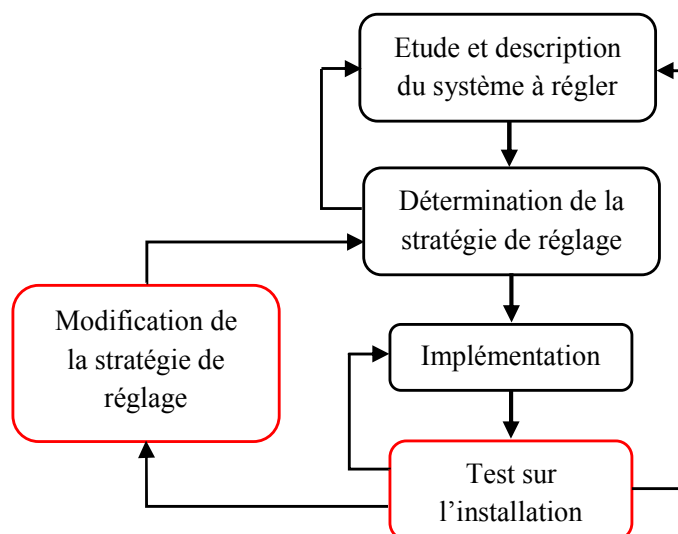 Etude et description
du système à régler
Détermination de la
stratégie de réglage
Modification de
la stratégie de
réglage
Implémentation
Test sur
l’installation